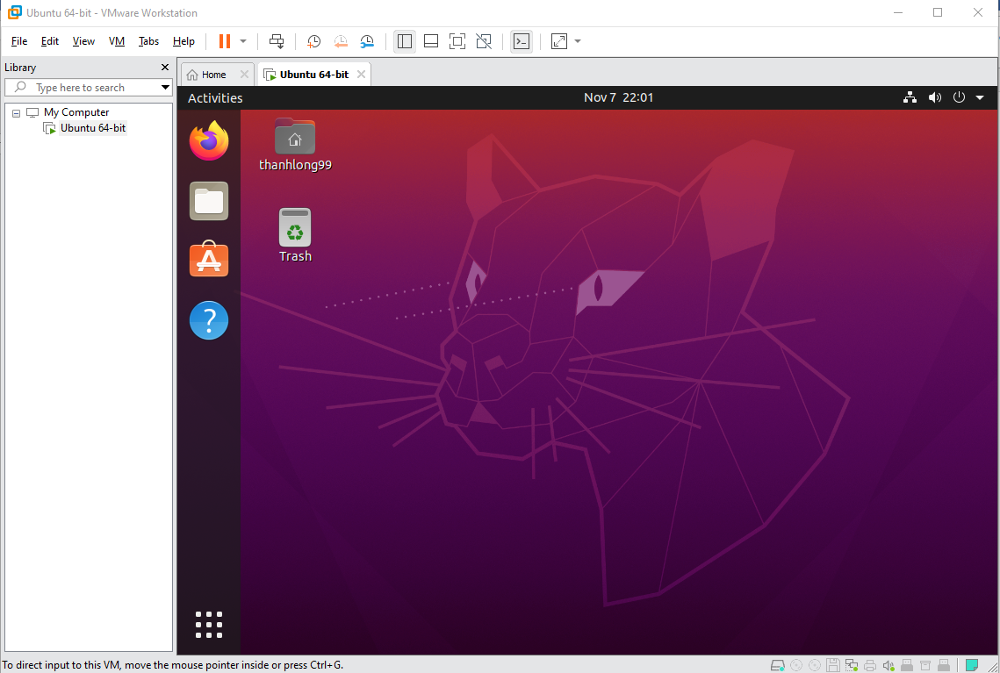 Ubuntu 64-bit - VMware Workstation
File Edit View VM Tabs Help
Library
Type here to search
My Computer
Ubuntu 64-bit
Home
Ubuntu 64-bit
Activities
Nov 7 22:01
thanhlong99
Trash
To direct input to this VM, move the mouse pointer inside or press Ctrl+G.